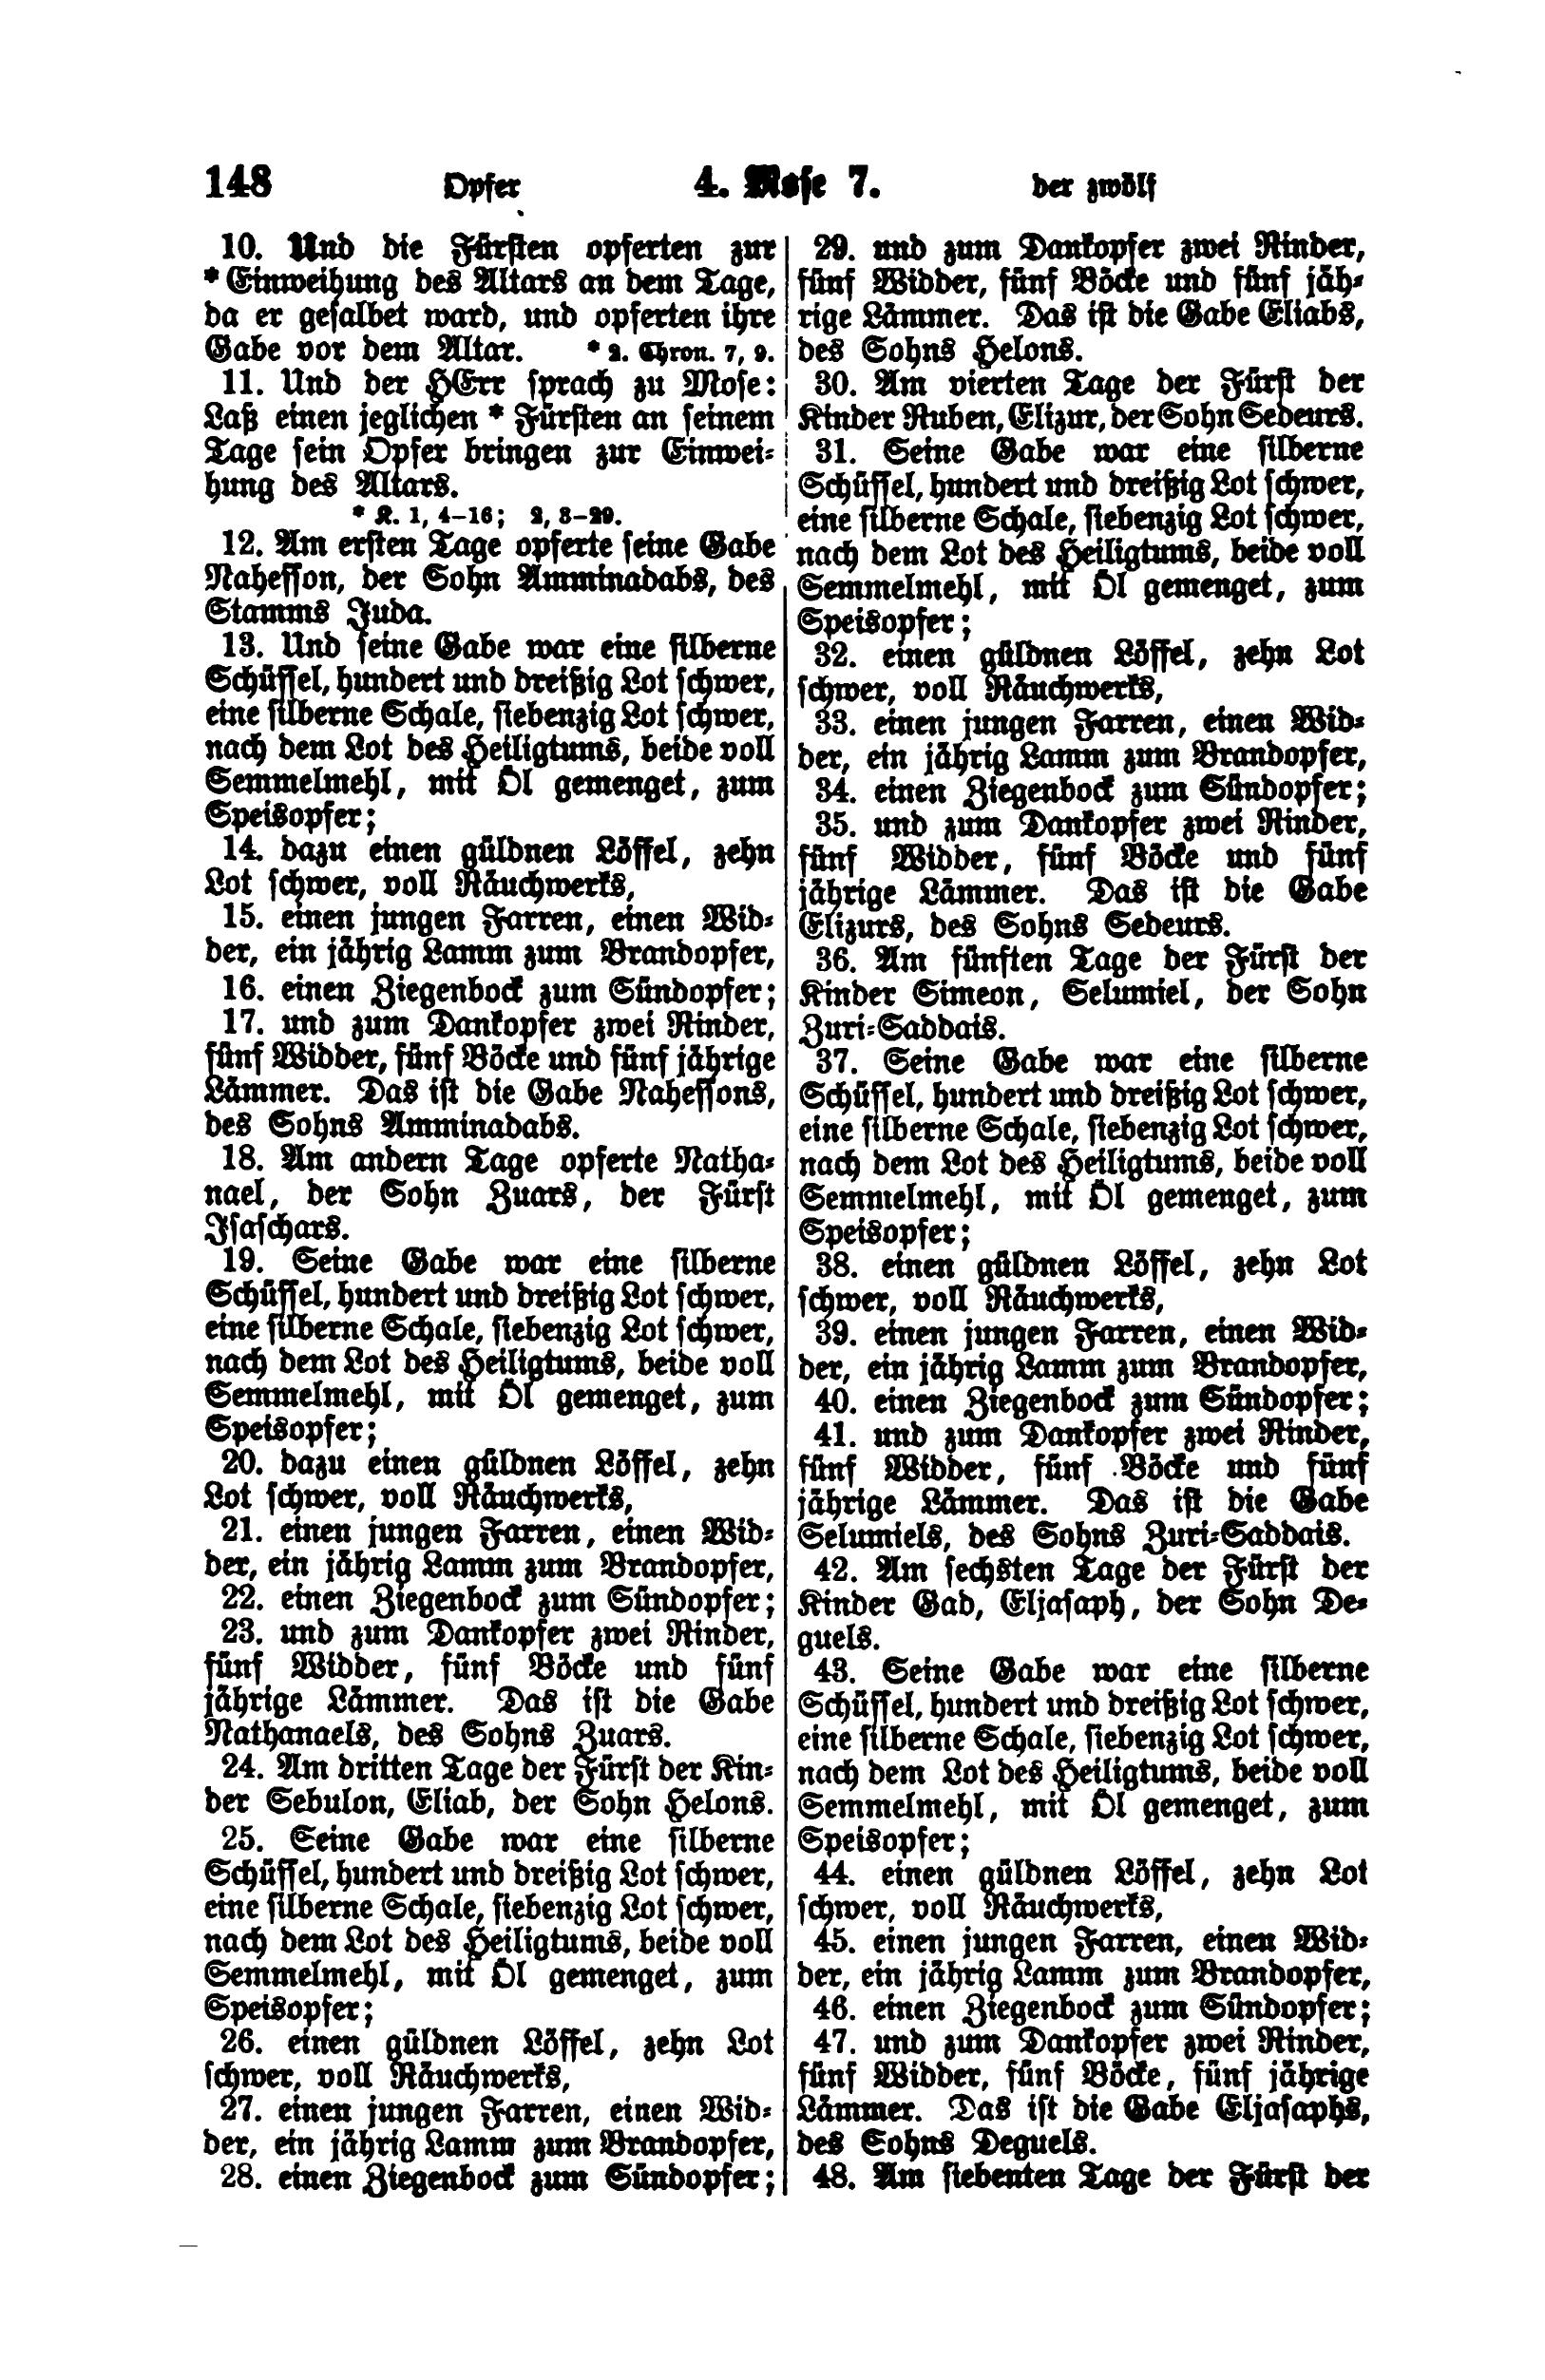 148 Opfer 4. Mose 7. der zwölf
10. Und die Fürsten opferten zur
* Einweihung des Altars an dem Tage,
da er gesalbet ward, und opferten ihre
Gabe vor dem Altar. * 2. Chron. 7, 9.
11. Und der HErr sprach zu Mose:
Laß einen jeglichen * Fürsten an seinem
Tage sein Opfer bringen zur Einwei-
hung des Altars.
* K. 1, 4–16; 2, 3–29.
12. Am ersten Tage opferte seine Gabe
Nahesson, der Sohn Amminadabs, des
Stamms Juda.
13. Und seine Gabe war eine silberne
Schüssel, hundert und dreißig Lot schwer,
eine silberne Schale, siebenzig Lot schwer,
nach dem Lot des Heiligtums, beide voll
Semmelmehl, mit Öl gemenget, zum
Speisopfer;
14. dazu einen güldnen Löffel, zehn
Lot schwer, voll Räuchwerks,
15. einen jungen Farren, einen Wid-
der, ein jährig Lamm zum Brandopfer,
16. einen Ziegenbock zum Sündopfer;
17. und zum Dankopfer zwei Rinder,
fünf Widder, fünf Böcke und fünf jährige
Lämmer. Das ist die Gabe Nahessons,
des Sohns Amminadabs.
18. Am andern Tage opferte Natha-
nael, der Sohn Zuars, der Fürst
Isaschars.
19. Seine Gabe war eine silberne
Schüssel, hundert und dreißig Lot schwer,
eine silberne Schale, siebenzig Lot schwer,
nach dem Lot des Heiligtums, beide voll
Semmelmehl, mit Öl gemenget, zum
Speisopfer;
20. dazu einen güldnen Löffel, zehn
Lot schwer, voll Räuchwerks,
21. einen jungen Farren, einen Wid-
der, ein jährig Lamm zum Brandopfer,
22. einen Ziegenbock zum Sündopfer;
23. und zum Dankopfer zwei Rinder,
fünf Widder, fünf Böcke und fünf
jährige Lämmer. Das ist die Gabe
Nathanaels, des Sohns Zuars.
24. Am dritten Tage der Fürst der Kin-
der Sebulon, Eliab, der Sohn Helons.
25. Seine Gabe war eine silberne
Schüssel, hundert und dreißig Lot schwer,
eine silberne Schale, siebenzig Lot schwer,
nach dem Lot des Heiligtums, beide voll
Semmelmehl, mit Öl gemenget, zum
Speisopfer;
26. einen güldnen Löffel, zehn Lot
schwer, voll Räuchwerks,
27. einen jungen Farren, einen Wid-
der, ein jährig Lamm zum Brandopfer,
28. einen Ziegenbock zum Sündopfer;
29. und zum Dankopfer zwei Rinder,
fünf Widder, fünf Böcke und fünf jäh-
rige Lämmer. Das ist die Gabe Eliabs,
des Sohns Helons.
30. Am vierten Tage der Fürst der
Kinder Ruben, Elizur, der Sohn Sedeurs.
31. Seine Gabe war eine silberne
Schüssel, hundert und dreißig Lot schwer,
eine silberne Schale, siebenzig Lot schwer,
nach dem Lot des Heiligtums, beide voll
Semmelmehl, mit Öl gemenget, zum
Speisopfer;
32. einen güldnen Löffel, zehn Lot
schwer, voll Räuchwerks,
33. einen jungen Farren, einen Wid-
der, ein jährig Lamm zum Brandopfer,
34. einen Ziegenbock zum Sündopfer;
35. und zum Dankopfer zwei Rinder,
fünf Widder, fünf Böcke und fünf
jährige Lämmer. Das ist die Gabe
Elizurs, des Sohns Sedeurs.
36. Am fünften Tage der Fürst der
Kinder Simeon, Selumiel, der Sohn
Zuri-Saddais.
37. Seine Gabe war eine silberne
Schüssel, hundert und dreißig Lot schwer,
eine silberne Schale, siebenzig Lot schwer,
nach dem Lot des Heiligtums, beide voll
Semmelmehl, mit Öl gemenget, zum
Speisopfer;
38. einen güldnen Löffel, zehn Lot
schwer, voll Räuchwerks,
39. einen jungen Farren, einen Wid-
der, ein jährig Lamm zum Brandopfer,
40. einen Ziegenbock zum Sündopfer;
41. und zum Dankopfer zwei Rinder,
fünf Widder, fünf Böcke und fünf
jährige Lämmer. Das ist die Gabe
Selumiels, des Sohns Zuri-Saddais.
42. Am sechsten Tage der Fürst der
Kinder Gad, Eljasaph, der Sohn De-
guels.
43. Seine Gabe war eine silberne
Schüssel, hundert und dreißig Lot schwer,
eine silberne Schale, siebenzig Lot schwer,
nach dem Lot des Heiligtums, beide voll
Semmelmehl, mit Öl gemenget, zum
Speisopfer;
44. einen güldnen Löffel, zehn Lot
schwer, voll Räuchwerks,
45. einen jungen Farren, einen Wid-
der, ein jährig Lamm zum Brandopfer,
46. einen Ziegenbock zum Sündopfer;
47. und zum Dankopfer zwei Rinder,
fünf Widder, fünf Böcke, fünf jährige
Lämmer. Das ist die Gabe Eljasaphs,
des Sohns Deguels.
48. Am siebenten Tage der Fürst der